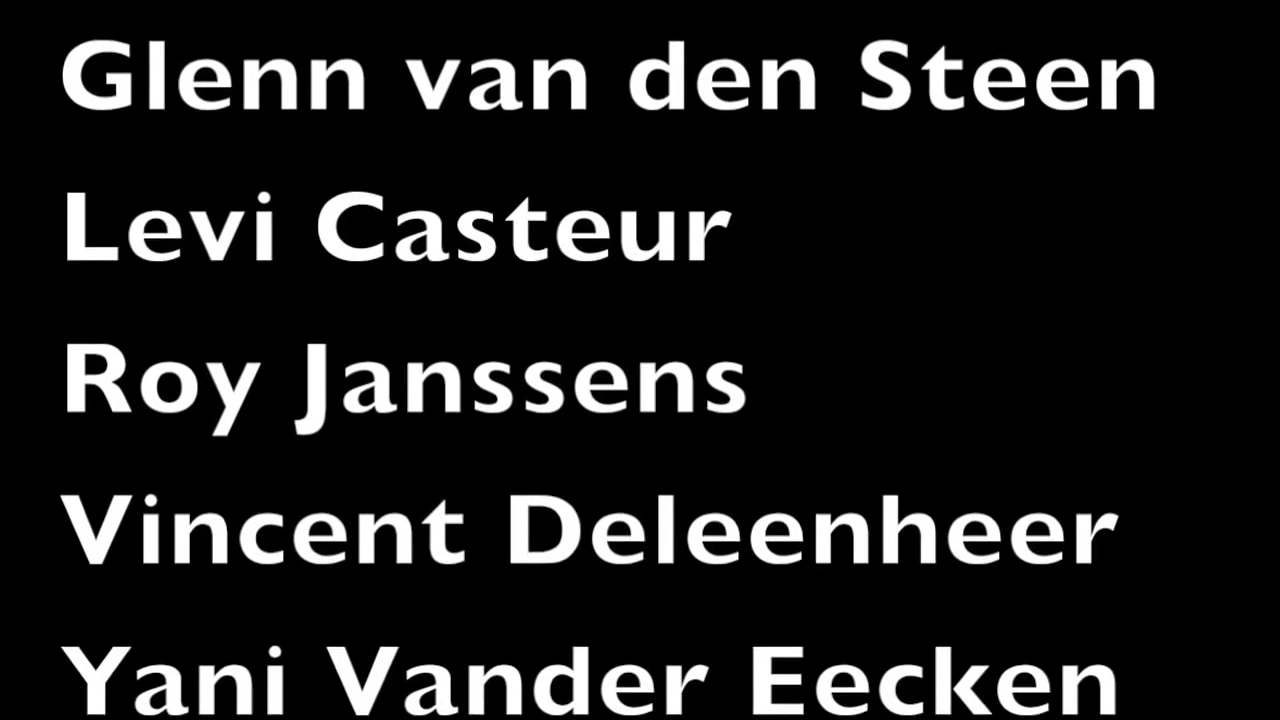 Glenn van den Steen
Levi Casteur
Roy Janssens
Vincent Deleenheer
Yani Vander Eecken